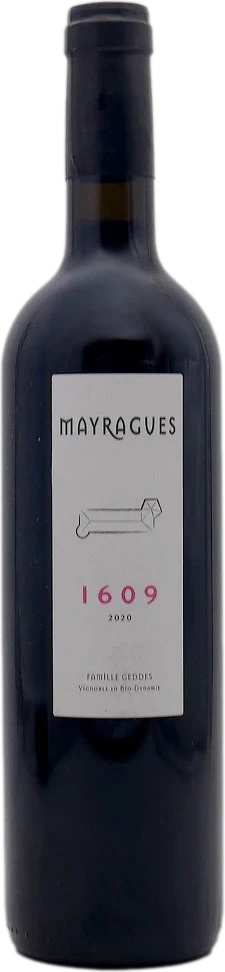 MAYRAGUES
1609
2020
FAMILLE GEDDES
VIGNOBLE EN BIO-DYNAMIE